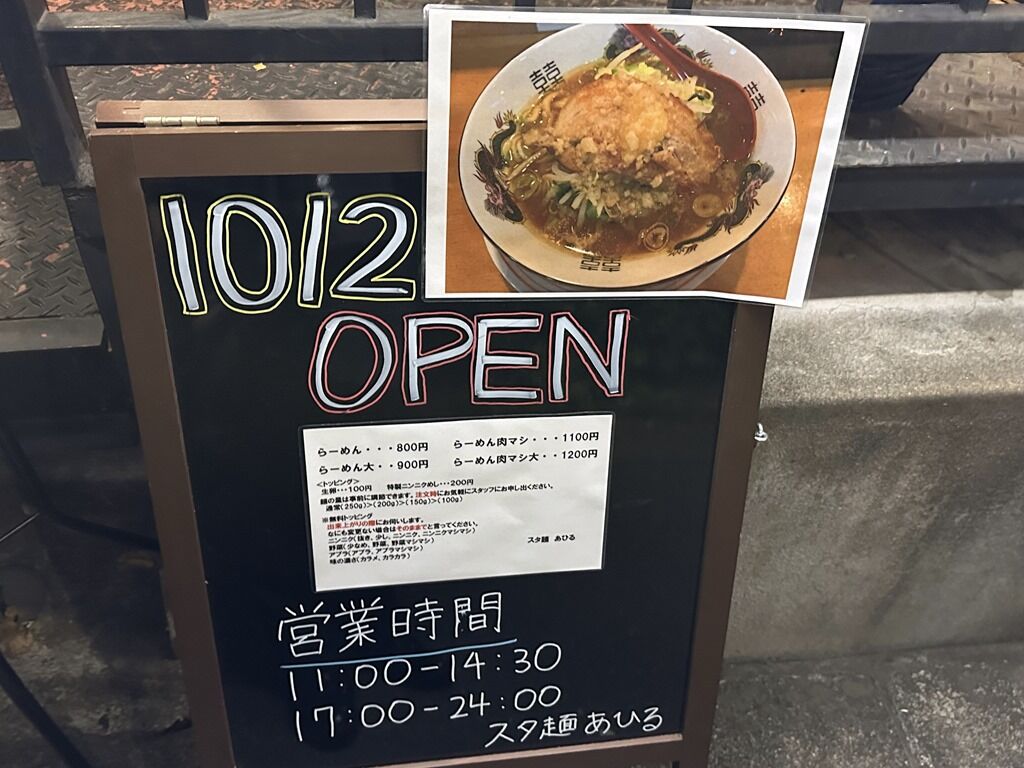 1012
OPEN
らーめん・・・800円 らーめん肉マシ・・・1100円
らーめん大・・900円 らーめん肉マシ大・・1200円
＜トッピング＞
生卵・・・100円 特製ニンニクめし・・・200円
麺の量は事前に調節できます。注文時にお気軽にスタッフにお申し出ください。
通常(250g)＞(200g)＞(150g)＞(100g)
※無料トッピング
出来上がりの際にお伺いします。
なにも変更ない場合はそのままでと言ってください。
ニンニク(抜き、少し、ニンニク、ニンニクマシマシ)
野菜(少なめ、野菜、野菜マシマシ)
アブラ(アブラ、アブラマシマシ)
味の濃さ(カラメ、カラカラ)
スタ麺 あひる
営業時間
11:00-14:30
17:00-24:00
スタ麺 あひる